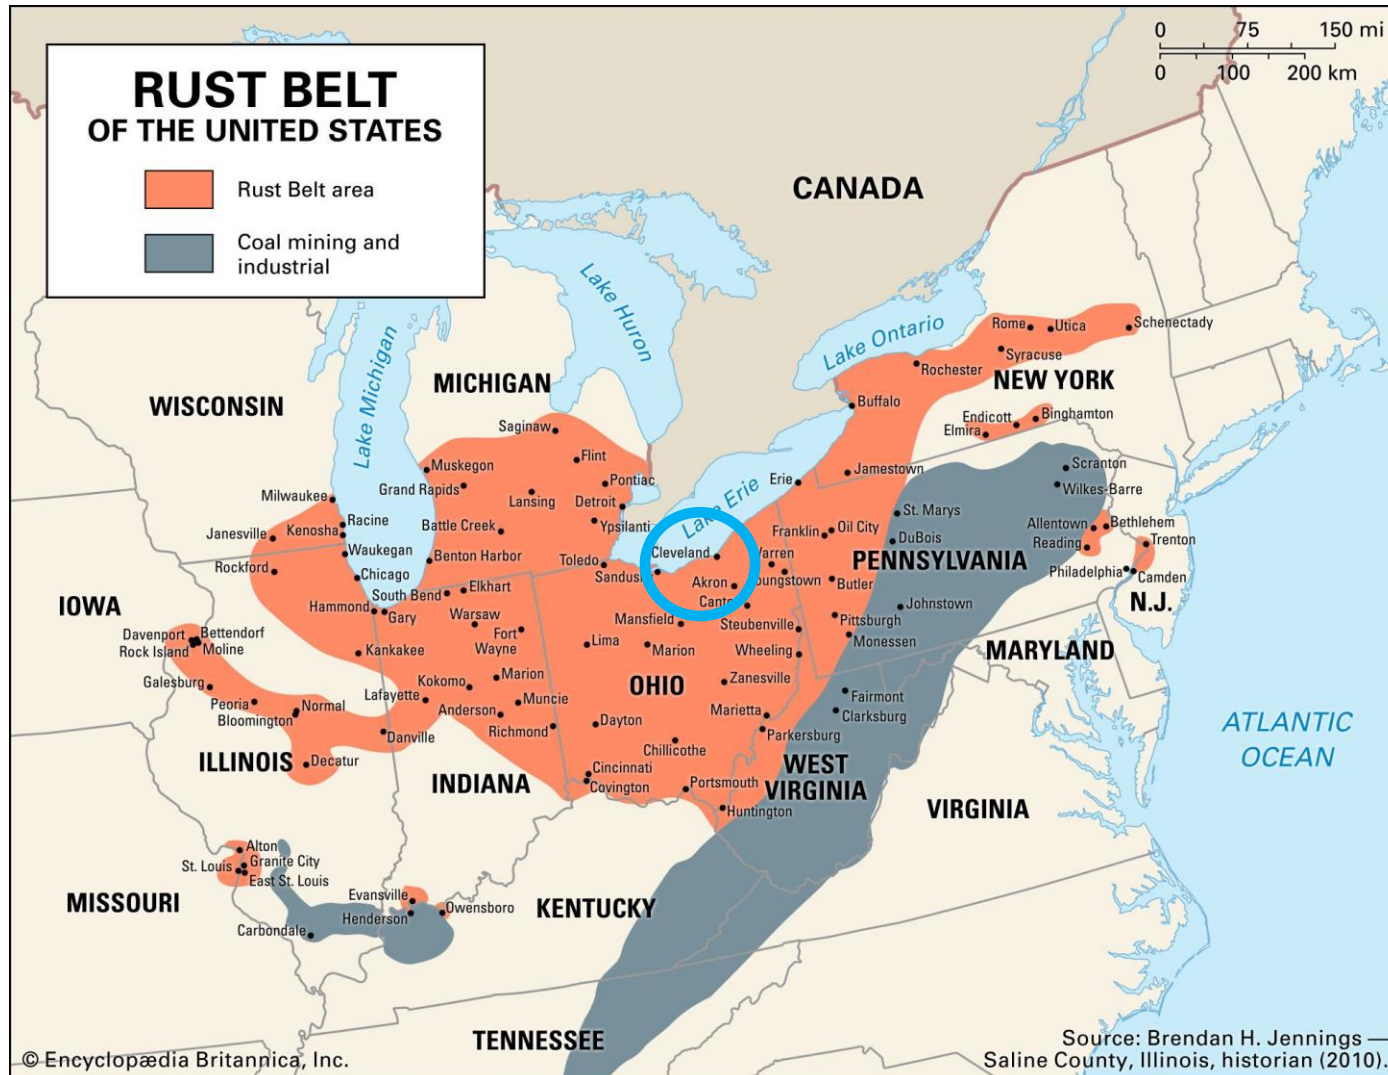 RUST BELT
OF THE UNITED STATES
Rust Belt area
Coal mining and
industrial
0 75 150 mi
0 100 200 km
CANADA
Lake Huron
Lake Michigan
Lake Ontario
Lake Erie
MICHIGAN
WISCONSIN
NEW YORK
Rome
Utica
Schenectady
Syracuse
Rochester
Buffalo
Endicott
Binghamton
Elmira
Jamestown
Saginaw
Flint
Muskegon
Grand Rapids
Pontiac
Lansing
Detroit
Battle Creek
Ypsilanti
Benton Harbor
Milwaukee
Racine
Kenosha
Janesville
Waukegan
Rockford
Chicago
Hammond
Gary
South Bend
Elkhart
Toledo
Sandus
Cleveland
Akron
Warren
oungstown
Canto
Erie
Franklin
Oil City
St. Marys
DuBois
PENNSYLVANIA
Butler
Pittsburgh
Johnstown
Monessen
Scranton
Wilkes-Barre
Allentown
Bethlehem
Reading
Trenton
Philadelphia
Camden
N.J.
MARYLAND
IOWA
Davenport
Bettendorf
Rock Island
Moline
Galesburg
Peoria
Normal
Bloomington
Decatur
Danville
ILLINOIS
Kankakee
Warsaw
Fort
Wayne
Marion
Kokomo
Lafayette
Muncie
Anderson
Richmond
INDIANA
Mansfield
Lima
Marion
OHIO
Steubenville
Wheeling
Zanesville
Dayton
Marietta
Parkersburg
Chillicothe
Cincinnati
Covington
Portsmouth
Huntington
Fairmont
Clarksburg
WEST
VIRGINIA
VIRGINIA
ATLANTIC
OCEAN
Alton
Granite City
St. Louis
East St. Louis
MISSOURI
Carbondale
Evansville
Henderson
Owensboro
KENTUCKY
TENNESSEE
© Encyclopædia Britannica, Inc.
Source: Brendan H. Jennings —
Saline County, Illinois, historian (2010).